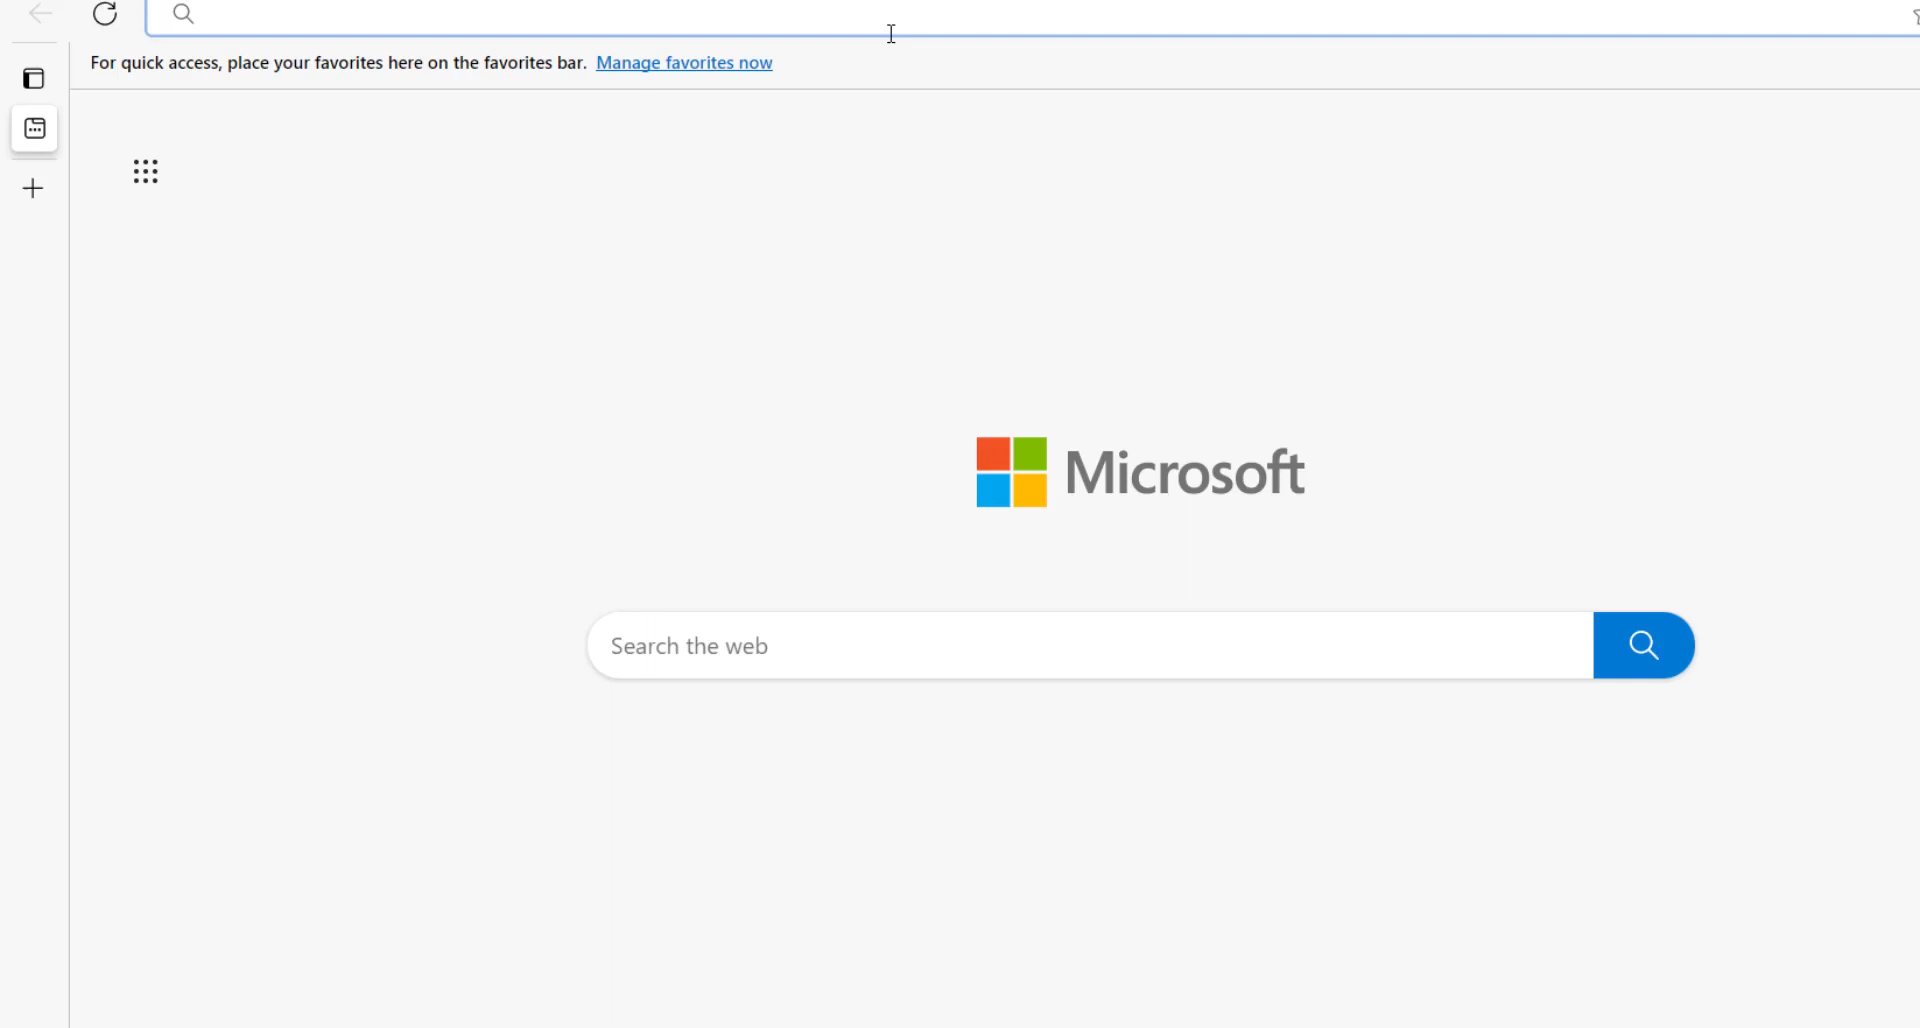 For quick access, place your favorites here on the favorites bar. Manage favorites now
Microsoft
Search the web